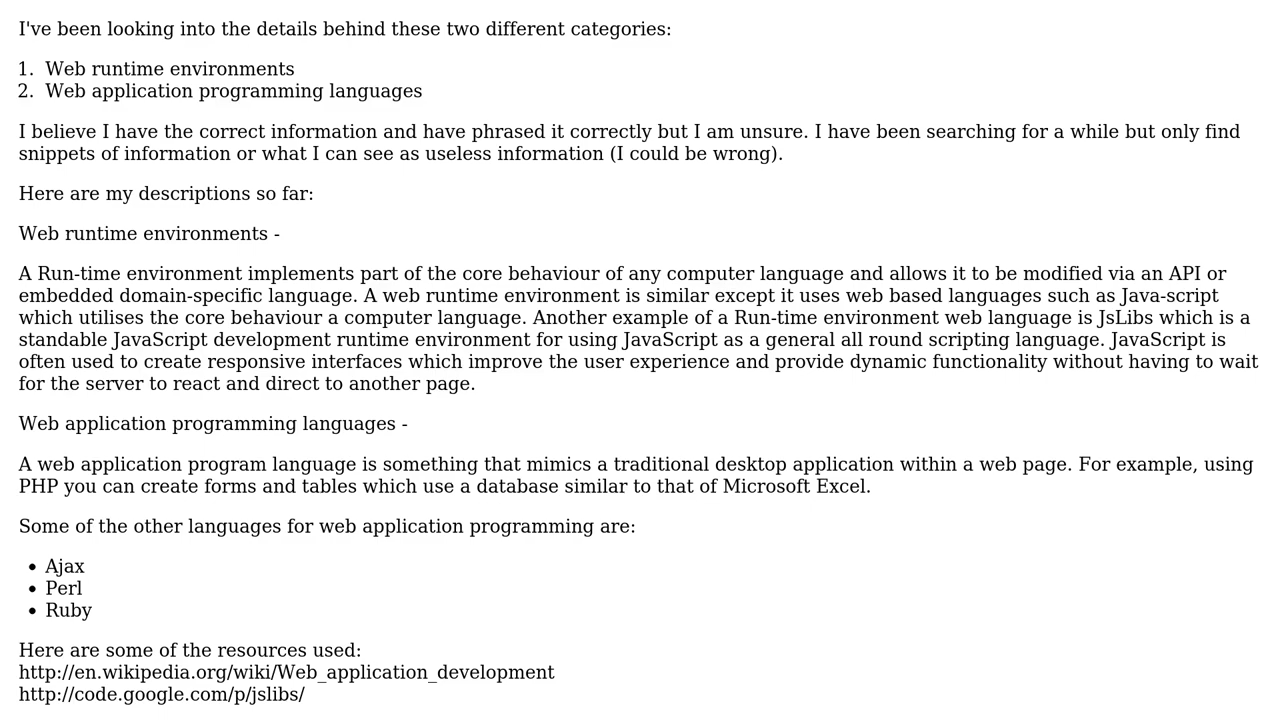 I've been looking into the details behind these two different categories:
1. Web runtime environments
2. Web application programming languages
I believe I have the correct information and have phrased it correctly but I am unsure. I have been searching for a while but only find
snippets of information or what I can see as useless information (I could be wrong).
Here are my descriptions so far:
Web runtime environments -
A Run-time environment implements part of the core behaviour of any computer language and allows it to be modified via an API or
embedded domain-specific language. A web runtime environment is similar except it uses web based languages such as Java-script
which utilises the core behaviour a computer language. Another example of a Run-time environment web language is JsLibs which is a
standable JavaScript development runtime environment for using JavaScript as a general all round scripting language. JavaScript is
often used to create responsive interfaces which improve the user experience and provide dynamic functionality without having to wait
for the server to react and direct to another page.
Web application programming languages -
A web application program language is something that mimics a traditional desktop application within a web page. For example, using
PHP you can create forms and tables which use a database similar to that of Microsoft Excel.
Some of the other languages for web application programming are:
• Ajax
• Perl
• Ruby
Here are some of the resources used:
http://en.wikipedia.org/wiki/Web_application_development
http://code.google.com/p/jslibs/